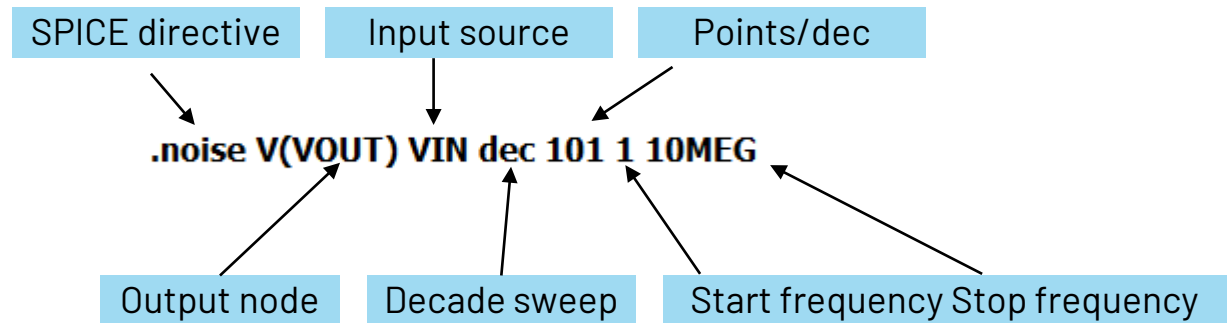 SPICE directive Input source Points/dec
.noise V(VOUT) VIN dec 101 1 10MEG
Output node Decade sweep Start frequency Stop frequency